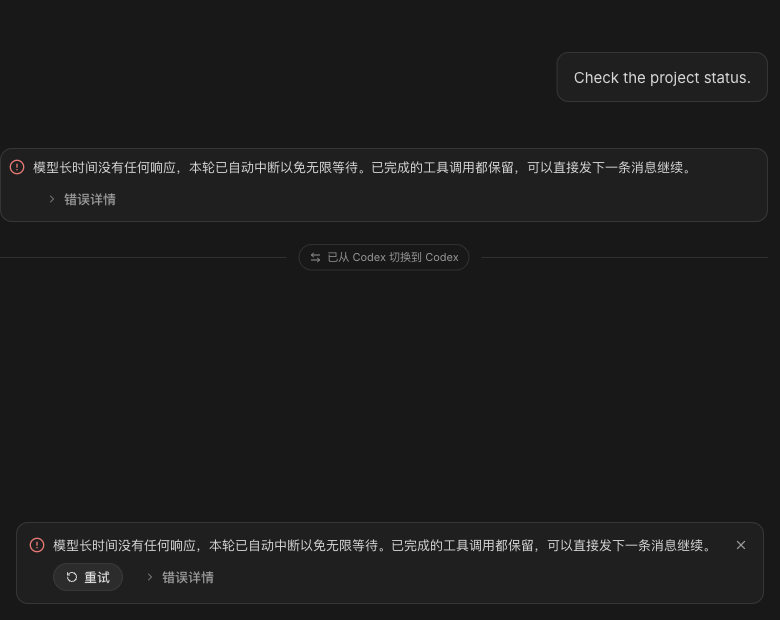 Check the project status.
模型长时间没有任何响应，本轮已自动中断以免无限等待。已完成的工具调用都保留，可以直接发下一条消息继续。
错误详情
已从 Codex 切换到 Codex
模型长时间没有任何响应，本轮已自动中断以免无限等待。已完成的工具调用都保留，可以直接发下一条消息继续。
重试 错误详情